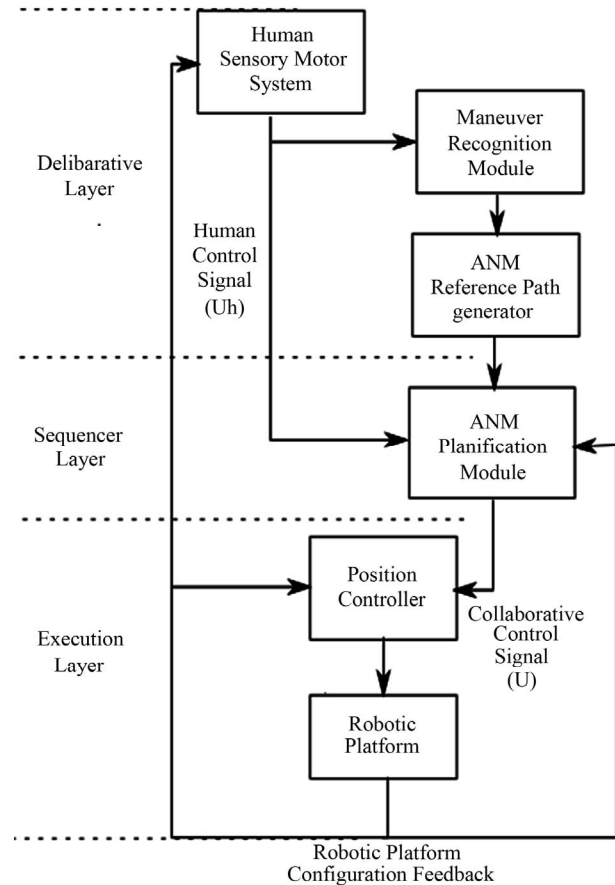 Human
Sensory Motor
System
Maneuver
Recognition
Module
Delibarative
Layer
.
Human
Control
Signal
(Uh)
ANM
Reference Path
generator
Sequencer
Layer
ANM
Planification
Module
Position
Controller
Collaborative
Control
Signal
(U)
Execution
Layer
Robotic
Platform
Robotic Platform
Configuration Feedback